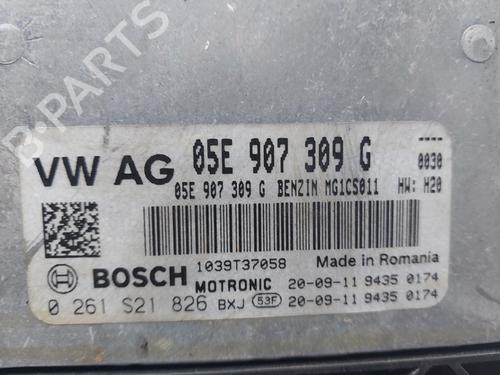 B-PARTS
VW AG 05E 907 309 G ----
0030
05E 907 309 G BENZIN MG1CS011 HW: H20
BOSCH 1039T37058 Made in Romania
MOTRONIC 20-09-11 9435 0174
0 261 S21 826 BXJ 53F 20-09-11 9435 0174